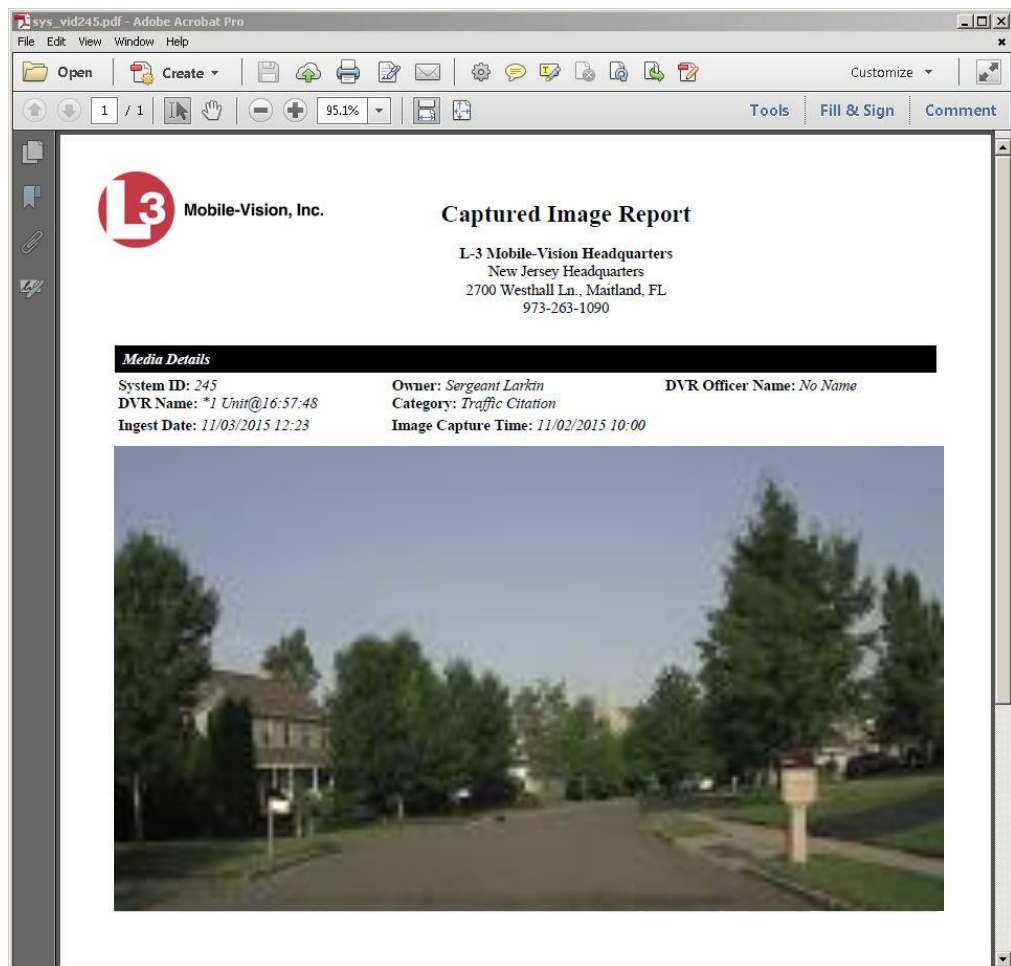 sys_vid245.pdf - Adobe Acrobat Pro
File Edit View Window Help
Open Create Customize
1 / 1 95.1% Tools Fill & Sign Comment
L3 Mobile-Vision, Inc.
Captured Image Report
L-3 Mobile-Vision Headquarters
New Jersey Headquarters
2700 Westhall Ln., Maitland, FL
973-263-1090
Media Details
System ID: 245 Owner: Sergeant Larkin DVR Officer Name: No Name
DVR Name: *1 Unit@16:57:48 Category: Traffic Citation
Ingest Date: 11/03/2015 12:23 Image Capture Time: 11/02/2015 10:00